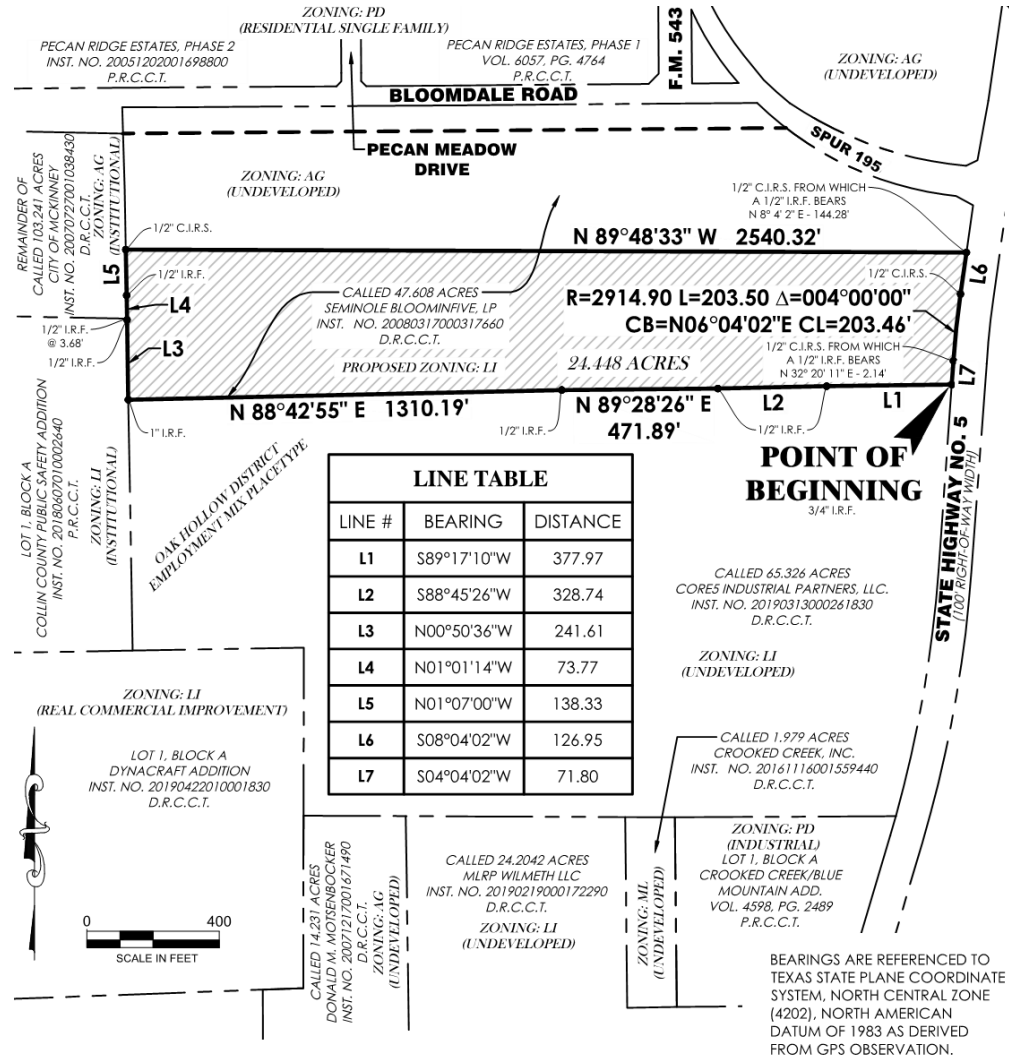 ZONING: PD
(RESIDENTIAL SINGLE FAMILY)
PECAN RIDGE ESTATES, PHASE 2
INST. NO. 20051202001698800
P.R.C.C.T.
PECAN RIDGE ESTATES, PHASE 1
VOL. 6057, PG. 4764
P.R.C.C.T.
F.M. 543
ZONING: AG
(UNDEVELOPED)
BLOOMDALE ROAD
SPUR 195
PECAN MEADOW
DRIVE
REMAINDER OF
CALLED 103.241 ACRES
CITY OF MCKINNEY
INST. NO. 20070727001038430
D.R.C.C.T.
ZONING: AG
(INSTITUTIONAL)
ZONING: AG
(UNDEVELOPED)
1/2" C.I.R.S. FROM WHICH
A 1/2" I.R.F. BEARS
N 8° 4' 2" E - 144.28'
1/2" C.I.R.S.
N 89°48'33" W 2540.32'
L5
L6
1/2" I.R.F.
L4
CALLED 47.608 ACRES
SEMINOLE BLOOMINFIVE, LP
INST. NO. 20080317000317660
D.R.C.C.T.
1/2" C.I.R.S.
R=2914.90 L=203.50 Δ=004°00'00"
CB=N06°04'02"E CL=203.46'
1/2" I.R.F.
@ 3.68'
1/2" I.R.F.
L3
1/2" C.I.R.S. FROM WHICH
A 1/2" I.R.F. BEARS
N 32° 20' 11" E - 2.14'
PROPOSED ZONING: LI
24.448 ACRES
L7
N 88°42'55" E 1310.19'
N 89°28'26" E
471.89'
L2
L1
1" I.R.F.
1/2" I.R.F.
1/2" I.R.F.
POINT OF
BEGINNING
3/4" I.R.F.
STATE HIGHWAY NO. 5
(100' RIGHT-OF-WAY WIDTH)
LOT 1, BLOCK A
COLLIN COUNTY PUBLIC SAFETY ADDITION
INST. NO. 20180607010002640
P.R.C.C.T.
ZONING: LI
(INSTITUTIONAL)
OAK HOLLOW DISTRICT
EMPLOYMENT MIX PLACETYPE
LINE TABLE
LINE # BEARING DISTANCE
L1 S89°17'10"W 377.97
L2 S88°45'26"W 328.74
L3 N00°50'36"W 241.61
L4 N01°01'14"W 73.77
L5 N01°07'00"W 138.33
L6 S08°04'02"W 126.95
L7 S04°04'02"W 71.80
CALLED 65.326 ACRES
CORE5 INDUSTRIAL PARTNERS, LLC.
INST. NO. 20190313000261830
D.R.C.C.T.
ZONING: LI
(UNDEVELOPED)
ZONING: LI
(REAL COMMERCIAL IMPROVEMENT)
LOT 1, BLOCK A
DYNACRAFT ADDITION
INST. NO. 20190422010001830
D.R.C.C.T.
CALLED 1.979 ACRES
CROOKED CREEK, INC.
INST. NO. 20161116001559440
D.R.C.C.T.
0 400
SCALE IN FEET
CALLED 14.231 ACRES
DONALD M. MOTSENBOCKER
INST. NO. 20071217001671490
D.R.C.C.T.
ZONING: AG
(UNDEVELOPED)
CALLED 24.2042 ACRES
MLRP WILMETH LLC
INST. NO. 20190219000172290
D.R.C.C.T.
ZONING: LI
(UNDEVELOPED)
ZONING: ML
(UNDEVELOPED)
ZONING: PD
(INDUSTRIAL)
LOT 1, BLOCK A
CROOKED CREEK/BLUE
MOUNTAIN ADD.
VOL. 4598, PG. 2489
P.R.C.C.T.
BEARINGS ARE REFERENCED TO
TEXAS STATE PLANE COORDINATE
SYSTEM, NORTH CENTRAL ZONE
(4202), NORTH AMERICAN
DATUM OF 1983 AS DERIVED
FROM GPS OBSERVATION.